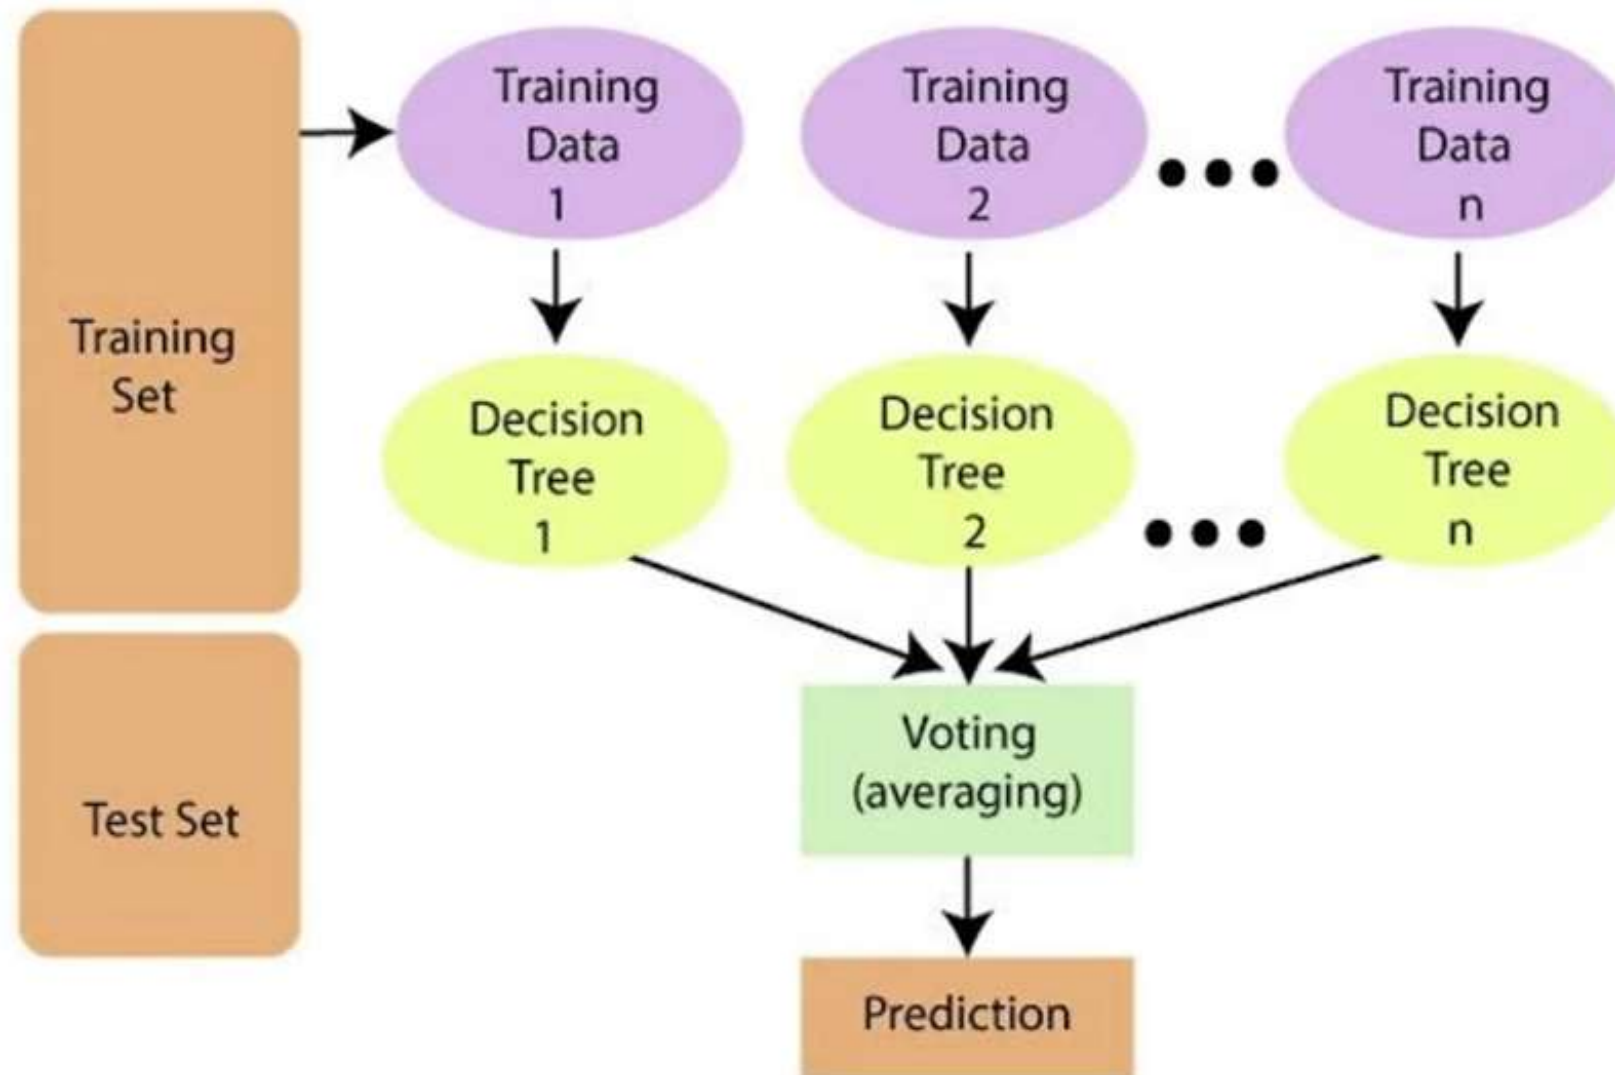 Training
Set
Training
Data
1
Training
Data
2
Training
Data
n
Decision
Tree
1
Decision
Tree
2
Decision
Tree
n
Test Set
Voting
(averaging)
Prediction